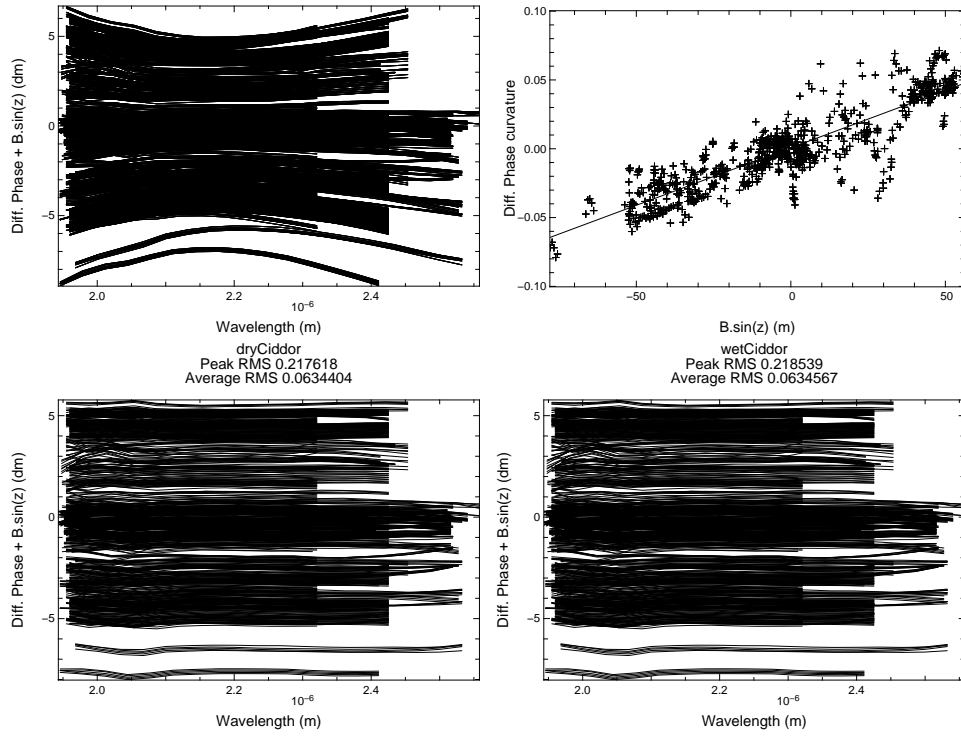 5
0
−5
Diff. Phase + B.sin(z) (dm)
2.0 2.2 2.4
10⁻⁶
Wavelength (m)
0.10
0.05
0.00
−0.05
−0.10
Diff. Phase curvature
−50 0 50
B.sin(z) (m)
dryCiddor
Peak RMS 0.217618
Average RMS 0.0634404
5
0
−5
Diff. Phase + B.sin(z) (dm)
2.0 2.2 2.4
10⁻⁶
Wavelength (m)
wetCiddor
Peak RMS 0.218539
Average RMS 0.0634567
5
0
−5
Diff. Phase + B.sin(z) (dm)
2.0 2.2 2.4
10⁻⁶
Wavelength (m)